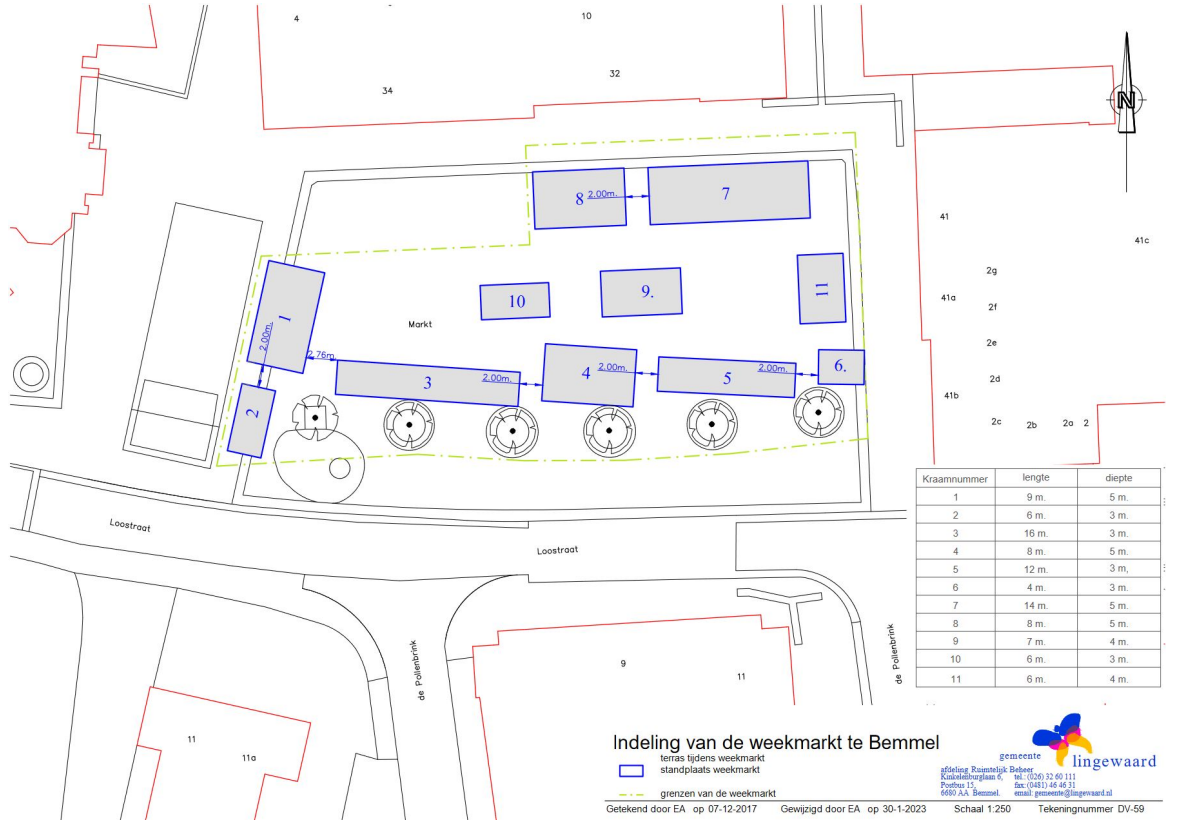 4
10
32
34
N
41
41c
2g
41a
2f
2e
2d
41b
2c 2b 2a 2
8
2.00m.
7
11
10
9.
1
2.00m.
Markt
2.76m.
3
2.00m.
4
2.00m.
5
2.00m.
6.
2
Loostraat
Loostraat
de Pollenbrink
de Pollenbrink
9
11
11
11a
Kraamnummer lengte diepte
1 9 m. 5 m.
2 6 m. 3 m.
3 16 m. 3 m.
4 8 m. 5 m.
5 12 m. 3 m,
6 4 m. 3 m.
7 14 m. 5 m.
8 8 m. 5 m.
9 7 m. 4 m.
10 6 m. 3 m.
11 6 m. 4 m.
Indeling van de weekmarkt te Bemmel
terras tijdens weekmarkt
standplaats weekmarkt
grenzen van de weekmarkt
gemeente
lingewaard
afdeling Ruimtelijk Beheer
Kinkelenburglaan 6, tel.: (026) 32 60 111
Postbus 15, fax: (0481) 46 46 31
6680 AA Bemmel. email: gemeente@lingewaard.nl
Getekend door EA op 07-12-2017 Gewijzigd door EA op 30-1-2023 Schaal 1:250 Tekeningnummer DV-59